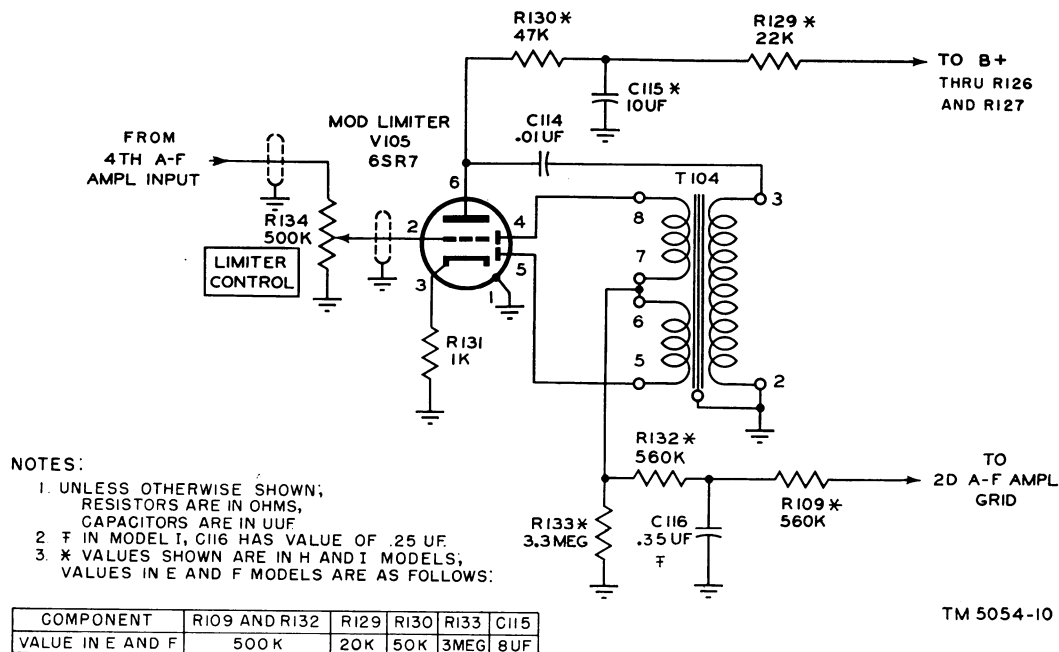 R130*
47K
R129*
22K
TO B+
THRU R126
AND R127
C115*
10UF
MOD LIMITER
V105
6SR7
C114
.01UF
FROM
4TH A-F
AMPL INPUT
T104
6
3
8
4
2
R134
500K
5
7
LIMITER
CONTROL
3
1
6
R131
1K
5
2
R132*
560K
TO
2D A-F AMPL
GRID
R109*
560K
R133*
3.3MEG
C116
.35UF
Ŧ
NOTES:
1. UNLESS OTHERWISE SHOWN;
RESISTORS ARE IN OHMS,
CAPACITORS ARE IN UUF
2 Ŧ IN MODEL I, C116 HAS VALUE OF .25 UF.
3. * VALUES SHOWN ARE IN H AND I MODELS;
VALUES IN E AND F MODELS ARE AS FOLLOWS:
COMPONENT R109 AND R132 R129 R130 R133 C115
VALUE IN E AND F 500K 20K 50K 3MEG 8UF
TM 5054-10